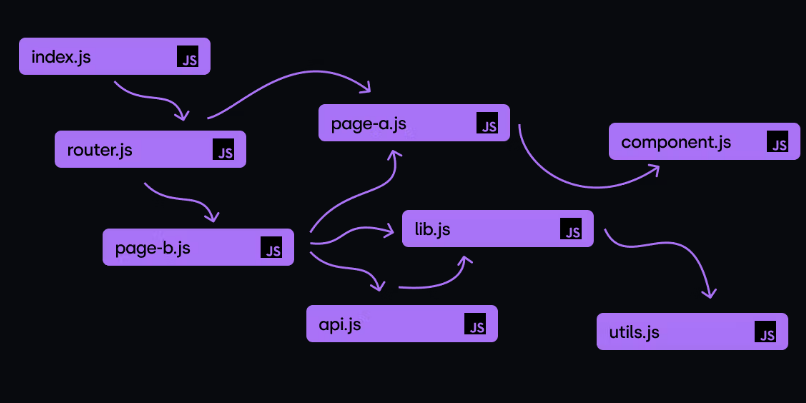 index.js JS
router.js JS
page-a.js JS
component.js JS
page-b.js JS
lib.js JS
api.js JS
utils.js JS